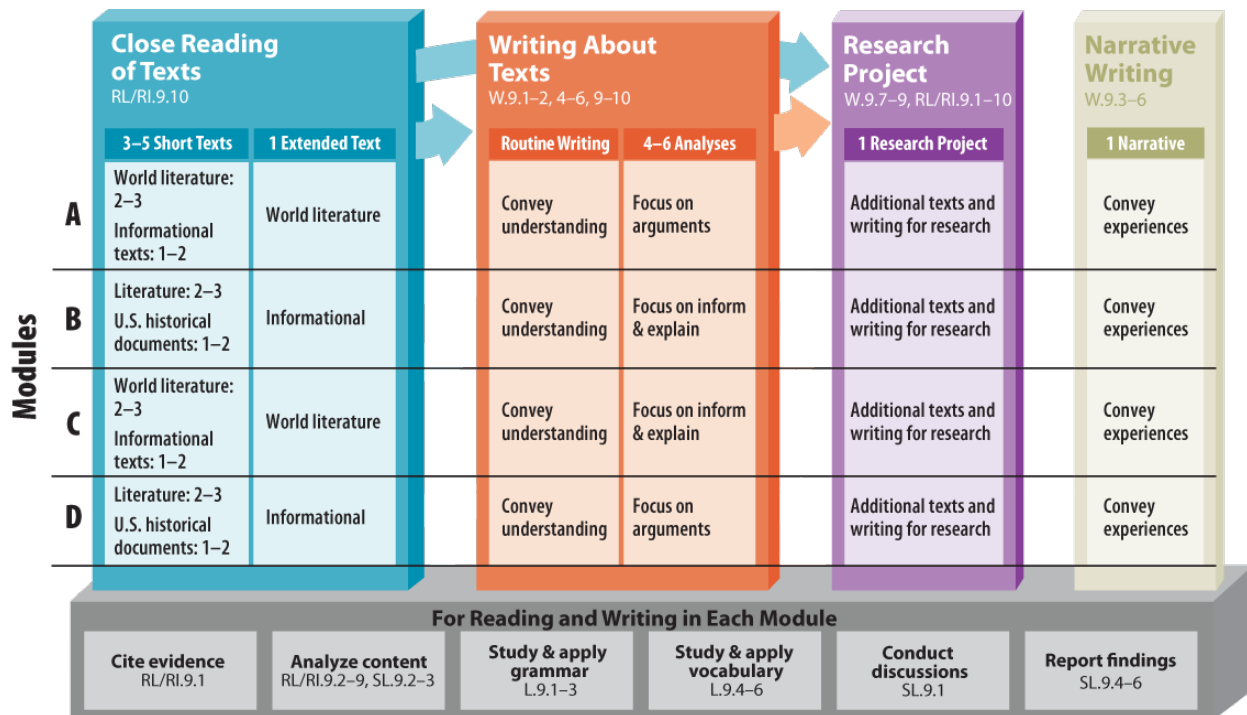 Close Reading
of Texts
RL/RI.9.10
Writing About
Texts
W.9.1–2, 4–6, 9–10
Research
Project
W.9.7–9, RL/RI.9.1–10
Narrative
Writing
W.9.3–6
3–5 Short Texts
1 Extended Text
Routine Writing
4–6 Analyses
1 Research Project
1 Narrative
Modules
A
World literature:
2–3
Informational
texts: 1–2
World literature
Convey
understanding
Focus on
arguments
Additional texts and
writing for research
Convey
experiences
B
Literature: 2–3
U.S. historical
documents: 1–2
Informational
Convey
understanding
Focus on inform
& explain
Additional texts and
writing for research
Convey
experiences
C
World literature:
2–3
Informational
texts: 1–2
World literature
Convey
understanding
Focus on inform
& explain
Additional texts and
writing for research
Convey
experiences
D
Literature: 2–3
U.S. historical
documents: 1–2
Informational
Convey
understanding
Focus on
arguments
Additional texts and
writing for research
Convey
experiences
For Reading and Writing in Each Module
Cite evidence
RL/RI.9.1
Analyze content
RL/RI.9.2–9, SL.9.2–3
Study & apply
grammar
L.9.1–3
Study & apply
vocabulary
L.9.4–6
Conduct
discussions
SL.9.1
Report findings
SL.9.4–6